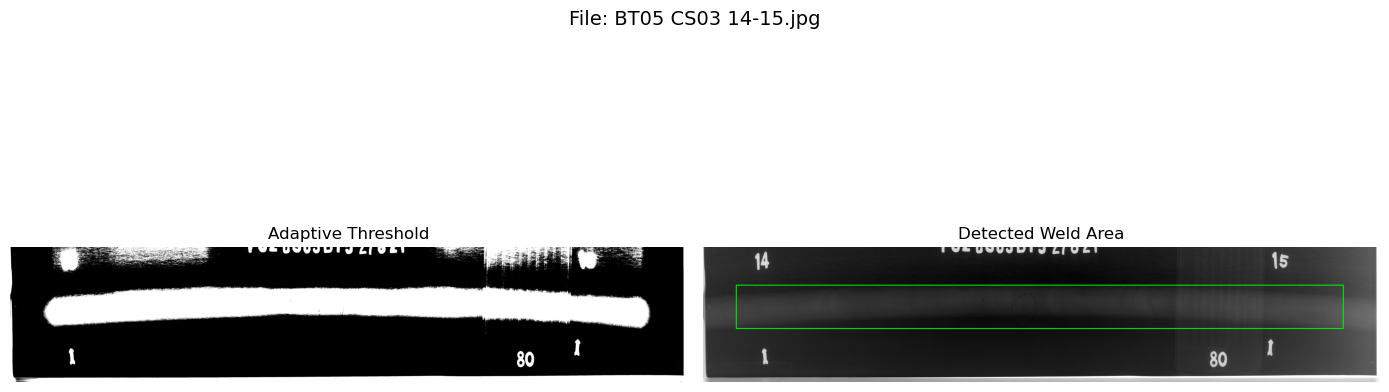 File: BT05 CS03 14-15.jpg
Adaptive Threshold
Detected Weld Area
80
14
15
80